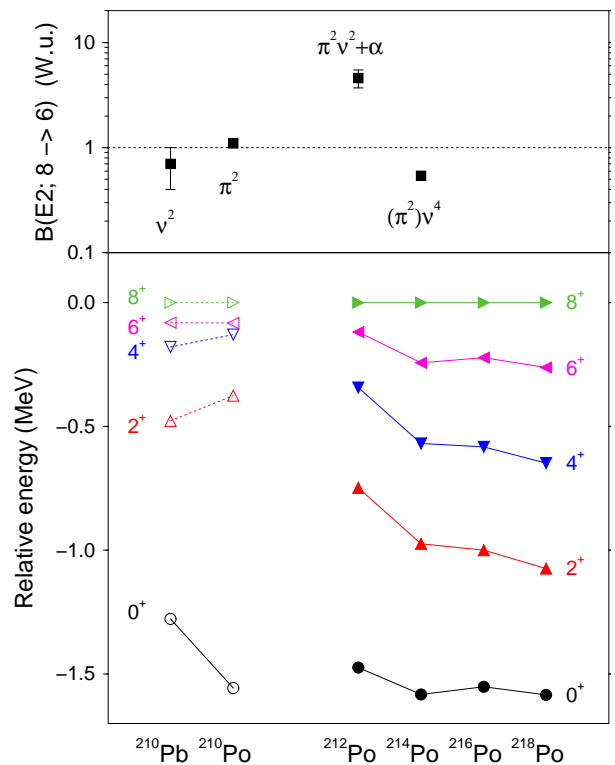 B(E2; 8 −> 6) (W.u.)
10
1
0.1
π²ν²+α
ν²
π²
(π²)ν⁴
Relative energy (MeV)
0.0
−0.5
−1.0
−1.5
8⁺
6⁺
4⁺
2⁺
0⁺
8⁺
6⁺
4⁺
2⁺
0⁺
²¹⁰Pb ²¹⁰Po ²¹²Po ²¹⁴Po ²¹⁶Po ²¹⁸Po